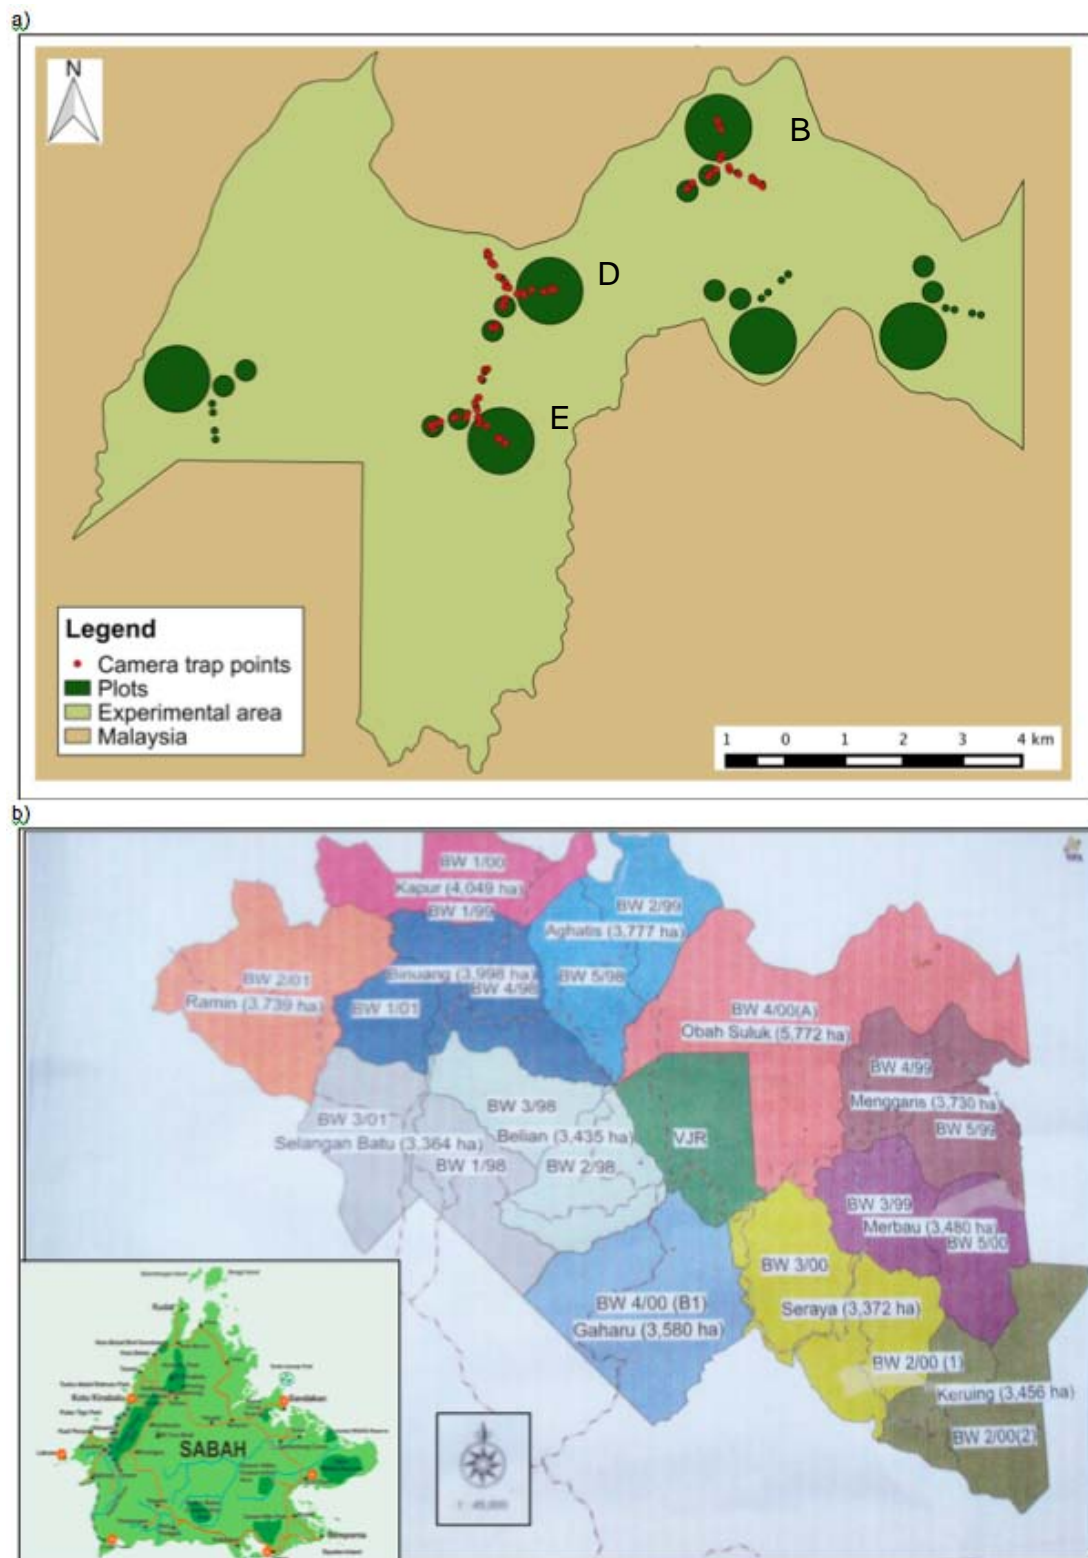 a)
N
B
D
E
Legend
Camera trap points
Plots
Experimental area
Malaysia
1 0 1 2 3 4 km
b)
BW 1/00
Kapur (4,049 ha)
BW 1/99
BW 2/99
Aghatis (3,777 ha)
BW 5/98
BW 2/01
Ramin (3.739 ha)
Binuang (3,998 ha)
BW 4/98
BW 1/01
BW 4/00(A)
Obah Suluk (5,772 ha)
BW 4/99
Menggaris (3,730 ha)
BW 5/99
BW 3/98
BW 3/01
Belian (3,435 ha)
Selangan Batu (3,364 ha)
BW 1/98
BW 2/98
VJR
BW 3/99
Merbau (3,480 ha)
BW 5/00
BW 3/00
BW 4/00 (B1)
Seraya (3,372 ha)
Gaharu (3,580 ha)
BW 2/00 (1)
Keruing (3,456 ha)
BW 2/00(2)
Kudat
Kota Kinabalu
Sandakan
SABAH